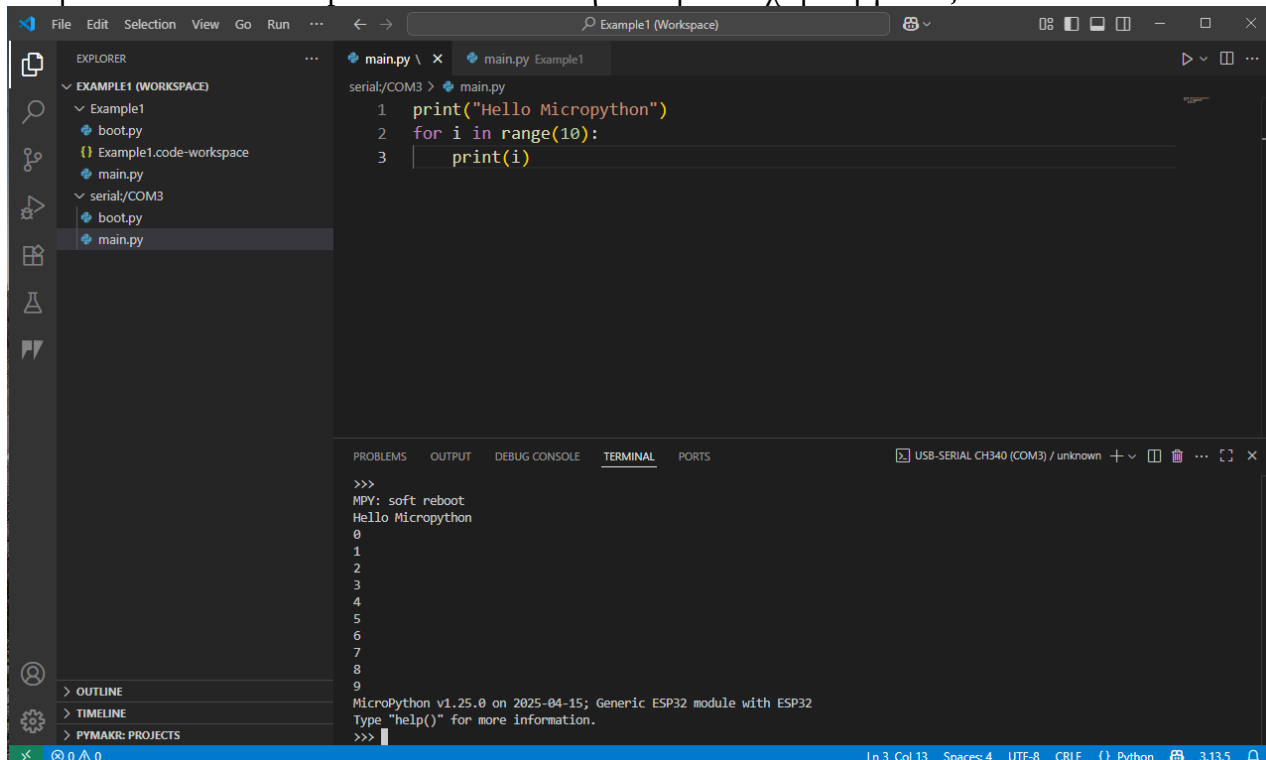 File Edit Selection View Go Run ...
Example1 (Workspace)
EXPLORER
EXAMPLE1 (WORKSPACE)
Example1
boot.py
{} Example1.code-workspace
main.py
serial:/COM3
boot.py
main.py
OUTLINE
TIMELINE
PYMAKR: PROJECTS
main.py \
main.py Example1
serial:/COM3 > main.py
1 print("Hello Micropython")
2 for i in range(10):
3 print(i)
PROBLEMS OUTPUT DEBUG CONSOLE TERMINAL PORTS
USB-SERIAL CH340 (COM3) / unknown
>>>
MPY: soft reboot
Hello Micropython
0
1
2
3
4
5
6
7
8
9
MicroPython v1.25.0 on 2025-04-15; Generic ESP32 module with ESP32
Type "help()" for more information.
>>>
0 0 Ln 3, Col 13 Spaces: 4 UTF-8 CRLF {} Python 3.13.5